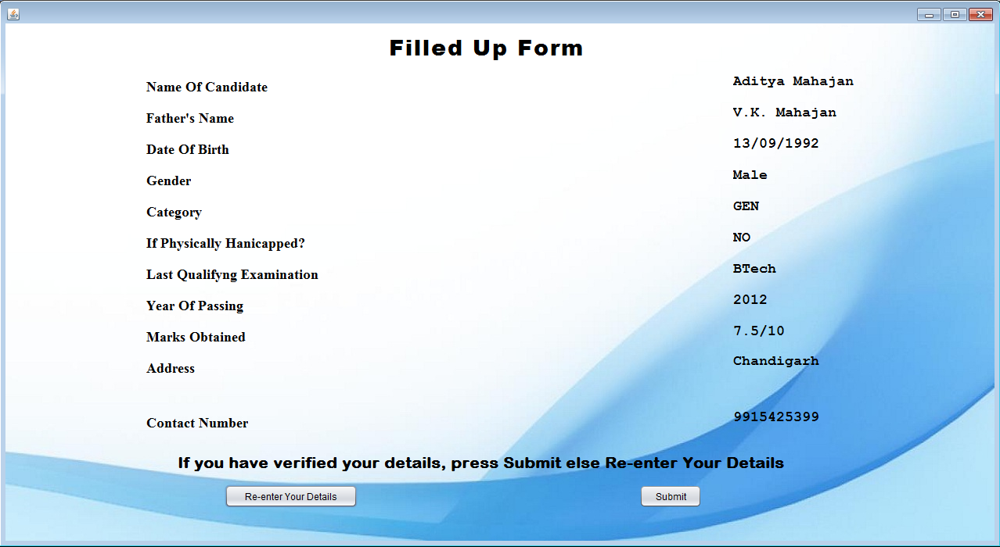 Filled Up Form
Name Of Candidate Aditya Mahajan
Father's Name V.K. Mahajan
Date Of Birth 13/09/1992
Gender Male
Category GEN
If Physically Hanicapped? NO
Last Qualifyng Examination BTech
Year Of Passing 2012
Marks Obtained 7.5/10
Address Chandigarh
Contact Number 9915425399
If you have verified your details, press Submit else Re-enter Your Details
Re-enter Your Details Submit